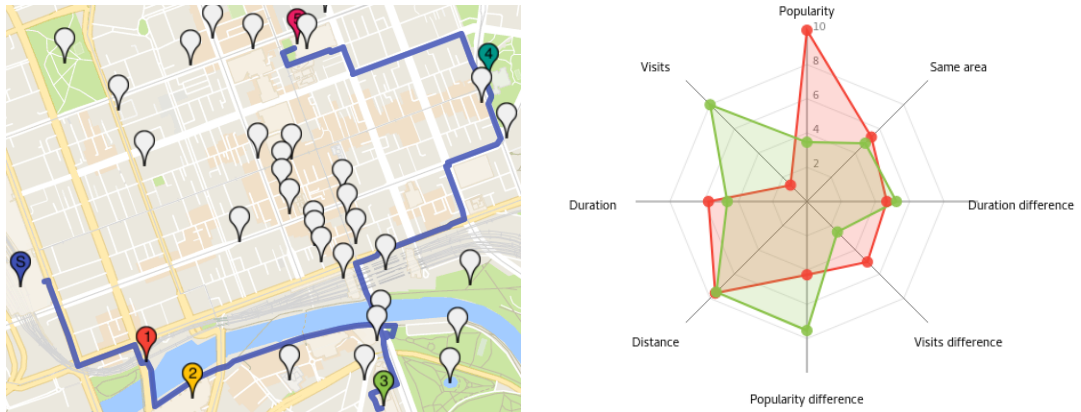 S
1
2
3
4
5
Popularity
10
Visits
Same area
8
6
4
2
Duration
Duration difference
Distance
Visits difference
Popularity difference